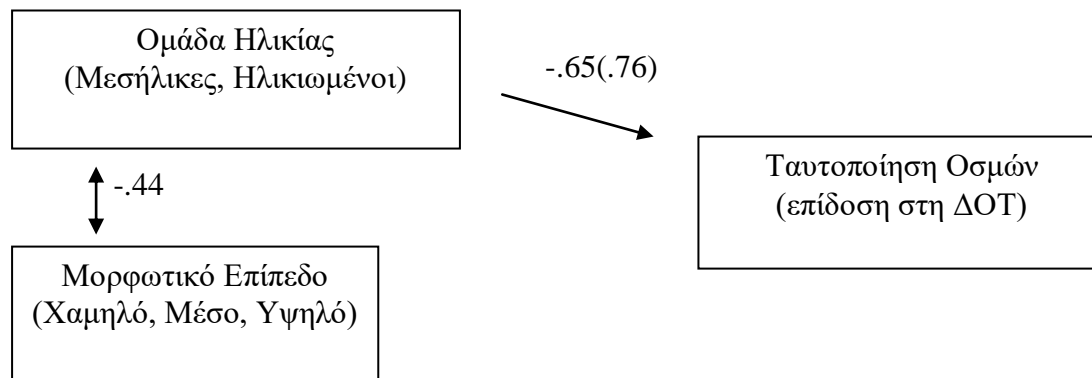 Ομάδα Ηλικίας
(Μεσήλικες, Ηλικιωμένοι)
-.65(.76)
Ταυτοποίηση Οσμών
(επίδοση στη ΔΟΤ)
-.44
Μορφωτικό Επίπεδο
(Χαμηλό, Μέσο, Υψηλό)